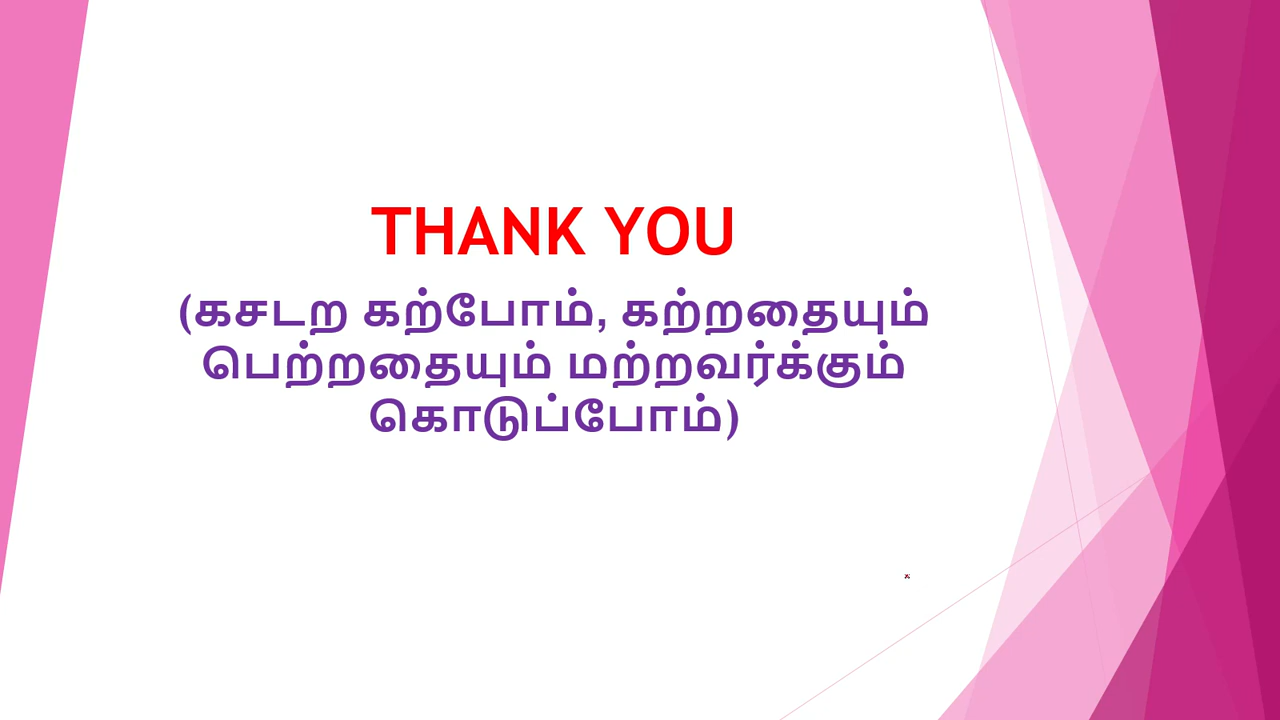 THANK YOU
(கசடற கற்போம், கற்றதையும்
பெற்றதையும் மற்றவர்க்கும்
கொடுப்போம்)